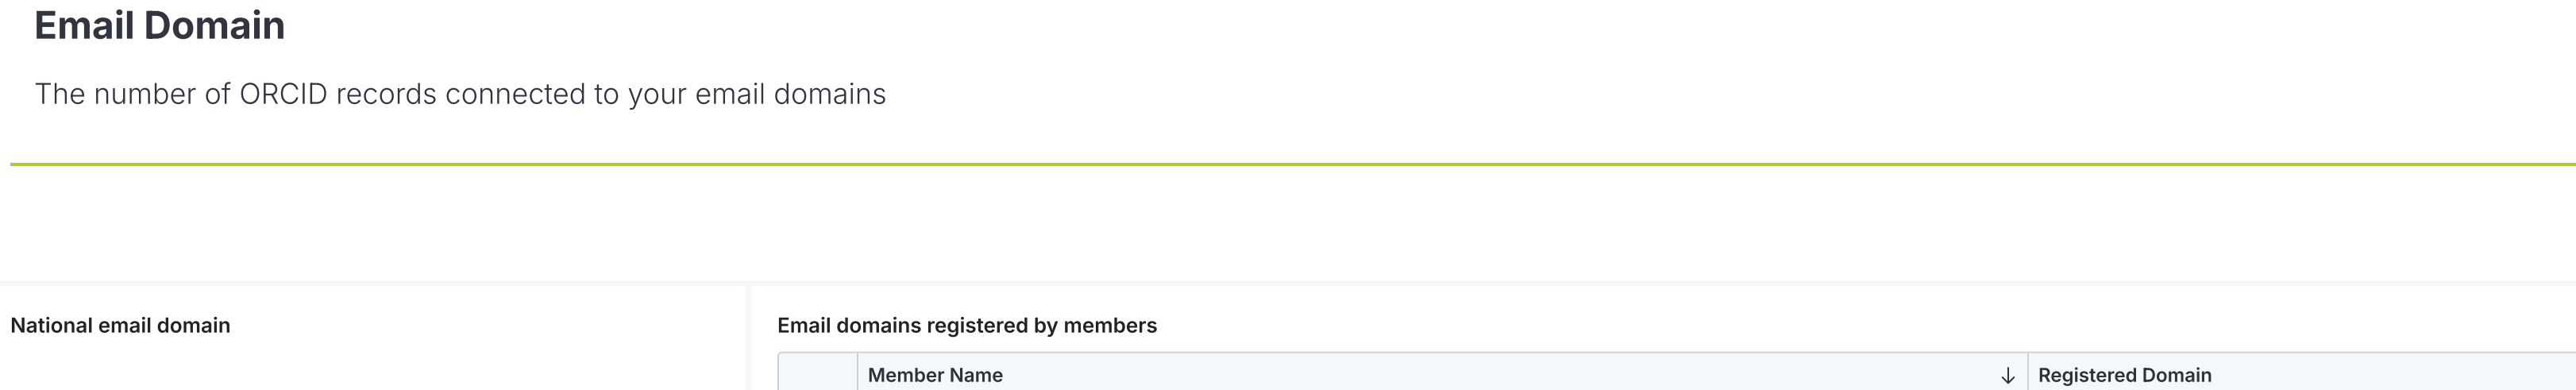 Email Domain
The number of ORCID records connected to your email domains
National email domain
Email domains registered by members
Member Name ↓ Registered Domain